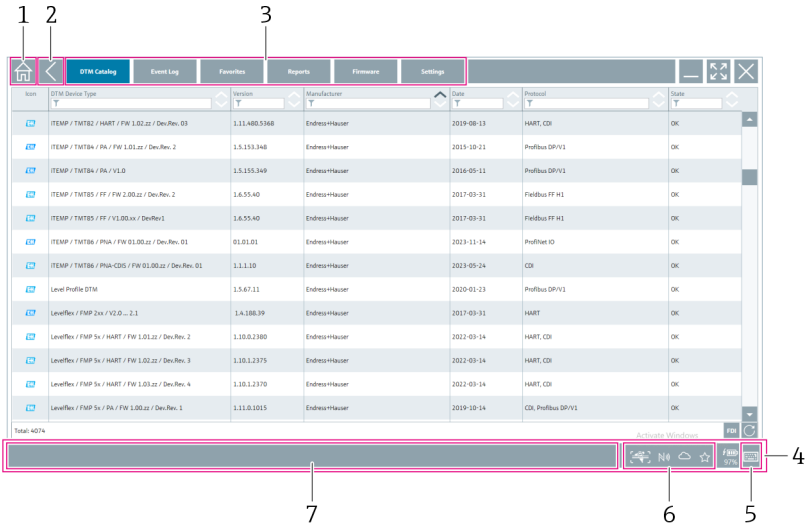 1 2 3
DTM Catalog Event Log Favorites Reports Firmware Settings
Icon DTM Device Type Version Manufacturer Date Protocol State
iTEMP / TMT82 / HART / FW 1.02.zz / Dev.Rev. 03 1.11.480.5368 Endress+Hauser 2019-08-13 HART, CDI OK
iTEMP / TMT84 / PA / FW 1.01.zz / Dev.Rev. 2 1.5.153.348 Endress+Hauser 2015-10-21 Profibus DP/V1 OK
iTEMP / TMT84 / PA / V1.0 1.5.155.349 Endress+Hauser 2016-05-11 Profibus DP/V1 OK
iTEMP / TMT85 / FF / FW 2.00.zz / Dev.Rev. 2 1.6.55.40 Endress+Hauser 2017-03-31 Fieldbus FF H1 OK
iTEMP / TMT85 / FF / V1.00.xx / DevRev1 1.6.55.40 Endress+Hauser 2017-03-31 Fieldbus FF H1 OK
iTEMP / TMT86 / PNA / FW 01.00.zz / Dev.Rev. 01 01.01.01 Endress+Hauser 2023-11-14 ProfiNet IO OK
iTEMP / TMT86 / PNA-CDI5 / FW 01.00.zz / Dev.Rev. 01 1.1.1.10 Endress+Hauser 2023-05-24 CDI OK
Level Profile DTM 1.5.67.11 Endress+Hauser 2020-01-23 Profibus DP/V1 OK
Levelflex / FMP 2xx / V2.0 ... 2.1 1.4.188.39 Endress+Hauser 2017-03-31 HART OK
Levelflex / FMP 5x / HART / FW 1.01.zz / Dev.Rev. 2 1.10.0.2380 Endress+Hauser 2022-03-14 HART, CDI OK
Levelflex / FMP 5x / HART / FW 1.02.zz / Dev.Rev. 3 1.10.1.2375 Endress+Hauser 2022-03-14 HART, CDI OK
Levelflex / FMP 5x / HART / FW 1.03.zz / Dev.Rev. 4 1.10.1.2370 Endress+Hauser 2022-03-14 HART, CDI OK
Levelflex / FMP 5x / PA / FW 1.00.zz / Dev.Rev. 1 1.11.0.1015 Endress+Hauser 2019-10-14 CDI, Profibus DP/V1 OK
Total: 4074 Activate Windows FDI
97% 4
7 6 5